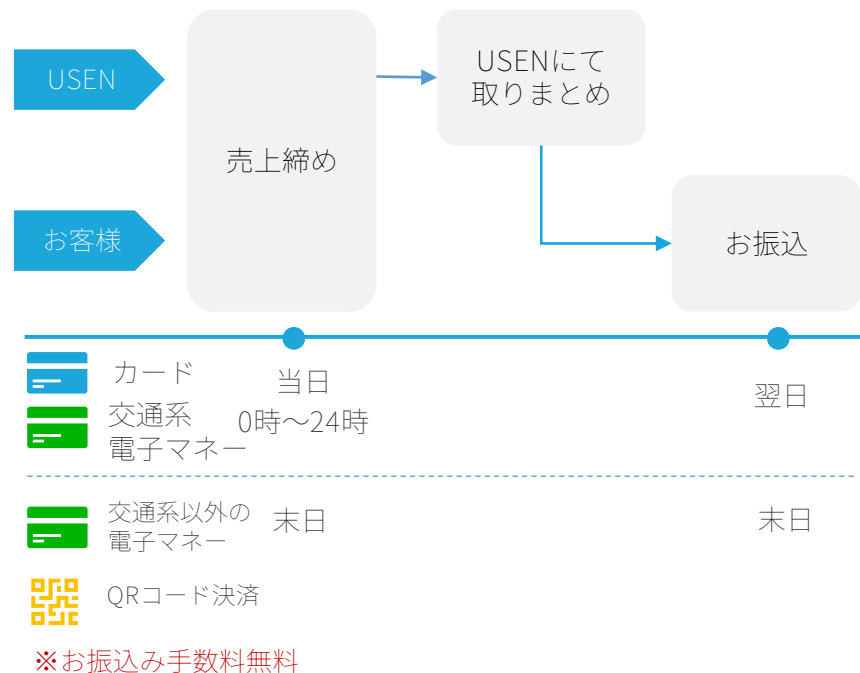 USEN
お客様
売上締め
USENにて
取りまとめ
お振込
カード
当日
翌日
交通系
電子マネー
0時～24時
交通系以外の
電子マネー
末日
末日
QRコード決済
※お振込み手数料無料